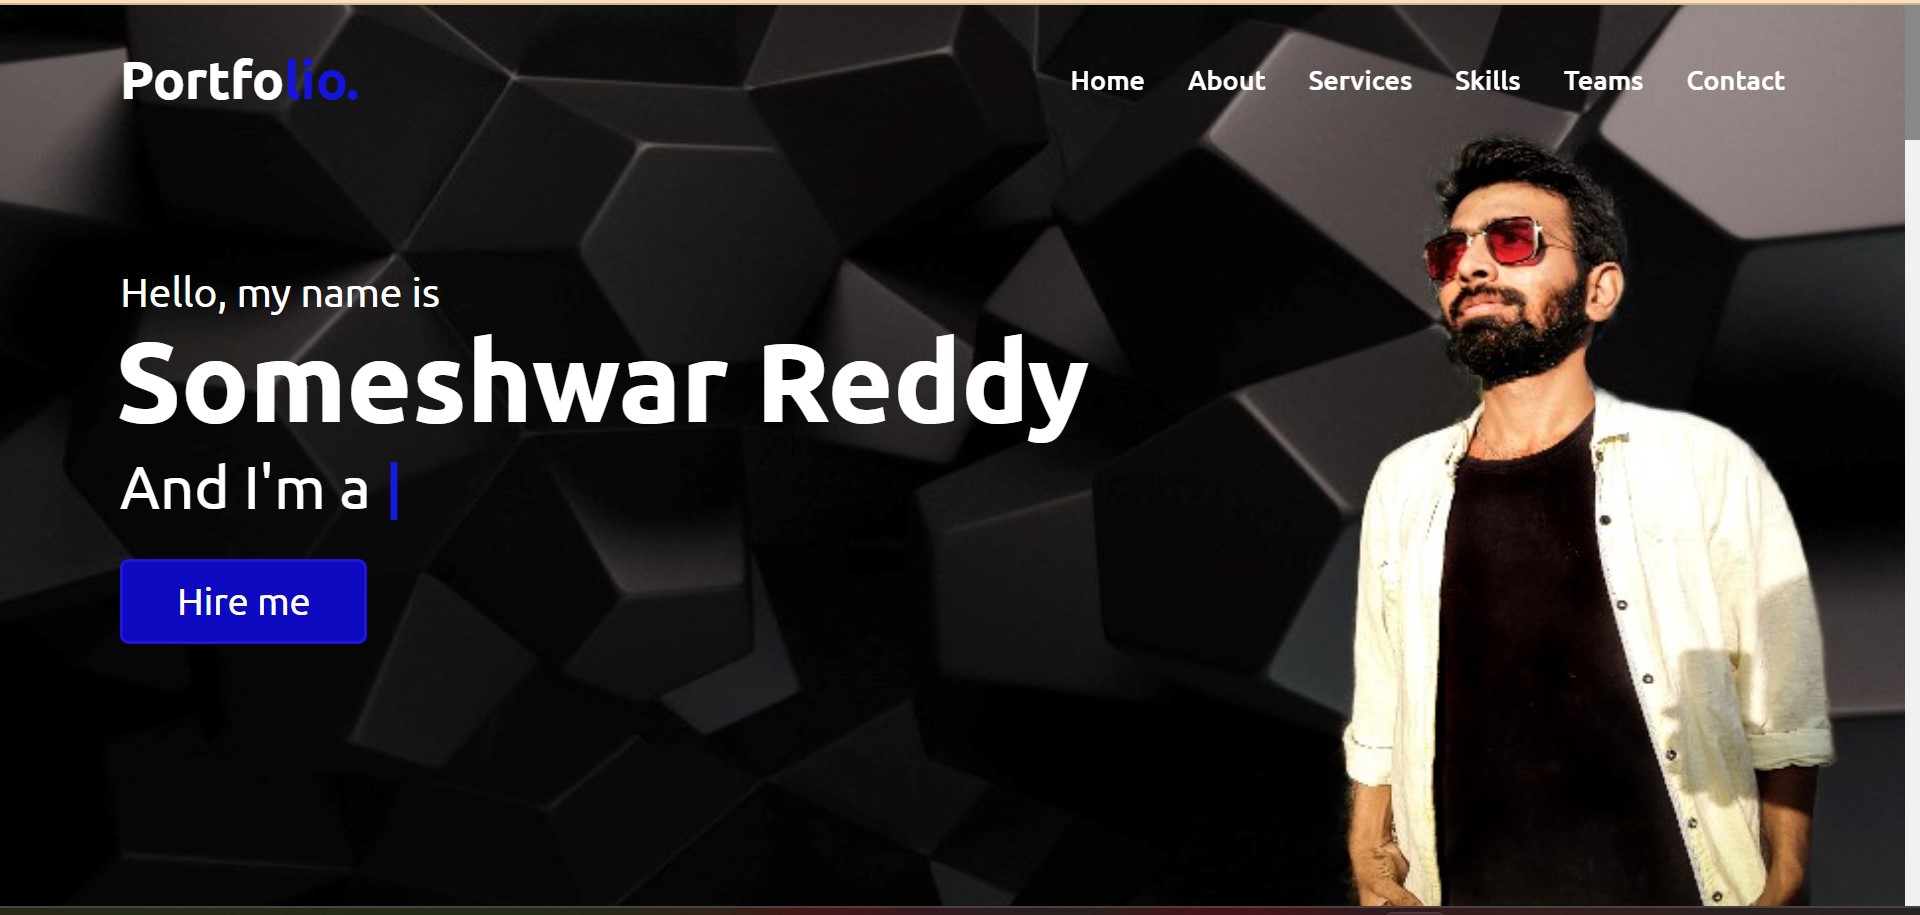 Portfolio.
Home About Services Skills Teams Contact
Hello, my name is
Someshwar Reddy
And I'm a
Hire me